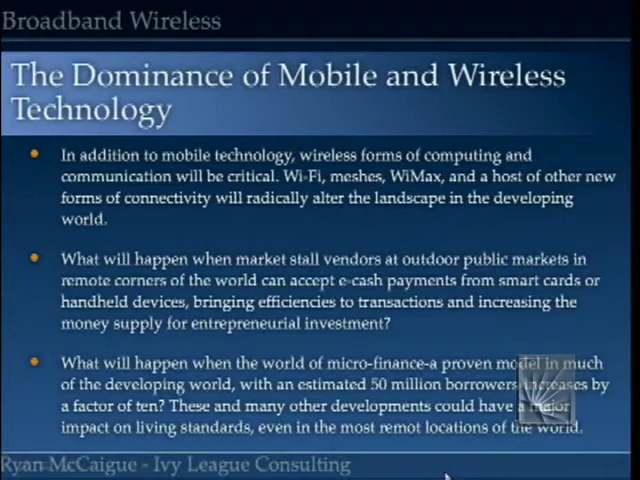 Broadband Wireless
The Dominance of Mobile and Wireless
Technology
In addition to mobile technology, wireless forms of computing and
communication will be critical. Wi-Fi, meshes, WiMax, and a host of other new
forms of connectivity will radically alter the landscape in the developing
world.
What will happen when market stall vendors at outdoor public markets in
remote corners of the world can accept e-cash payments from smart cards or
handheld devices, bringing efficiencies to transactions and increasing the
money supply for entrepreneurial investment?
What will happen when the world of micro-finance-a proven model in much
of the developing world, with an estimated 50 million borrowers-increases by
a factor of ten? These and many other developments could have a major
impact on living standards, even in the most remot locations of the world.
Ryan McCaigue - Ivy League Consulting